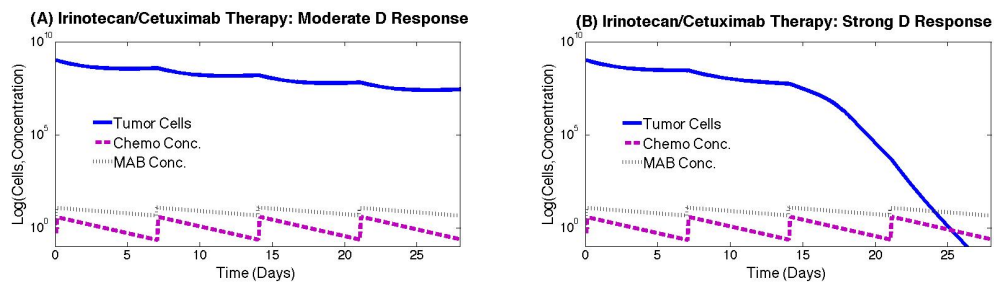 (A) Irinotecan/Cetuximab Therapy: Moderate D Response
10^10
10^5
10^0
Log(Cells,Concentration)
Tumor Cells
Chemo Conc.
MAB Conc.
0 5 10 15 20 25
Time (Days)
(B) Irinotecan/Cetuximab Therapy: Strong D Response
10^10
10^5
10^0
Log(Cells,Concentration)
Tumor Cells
Chemo Conc.
MAB Conc.
0 5 10 15 20 25
Time (Days)